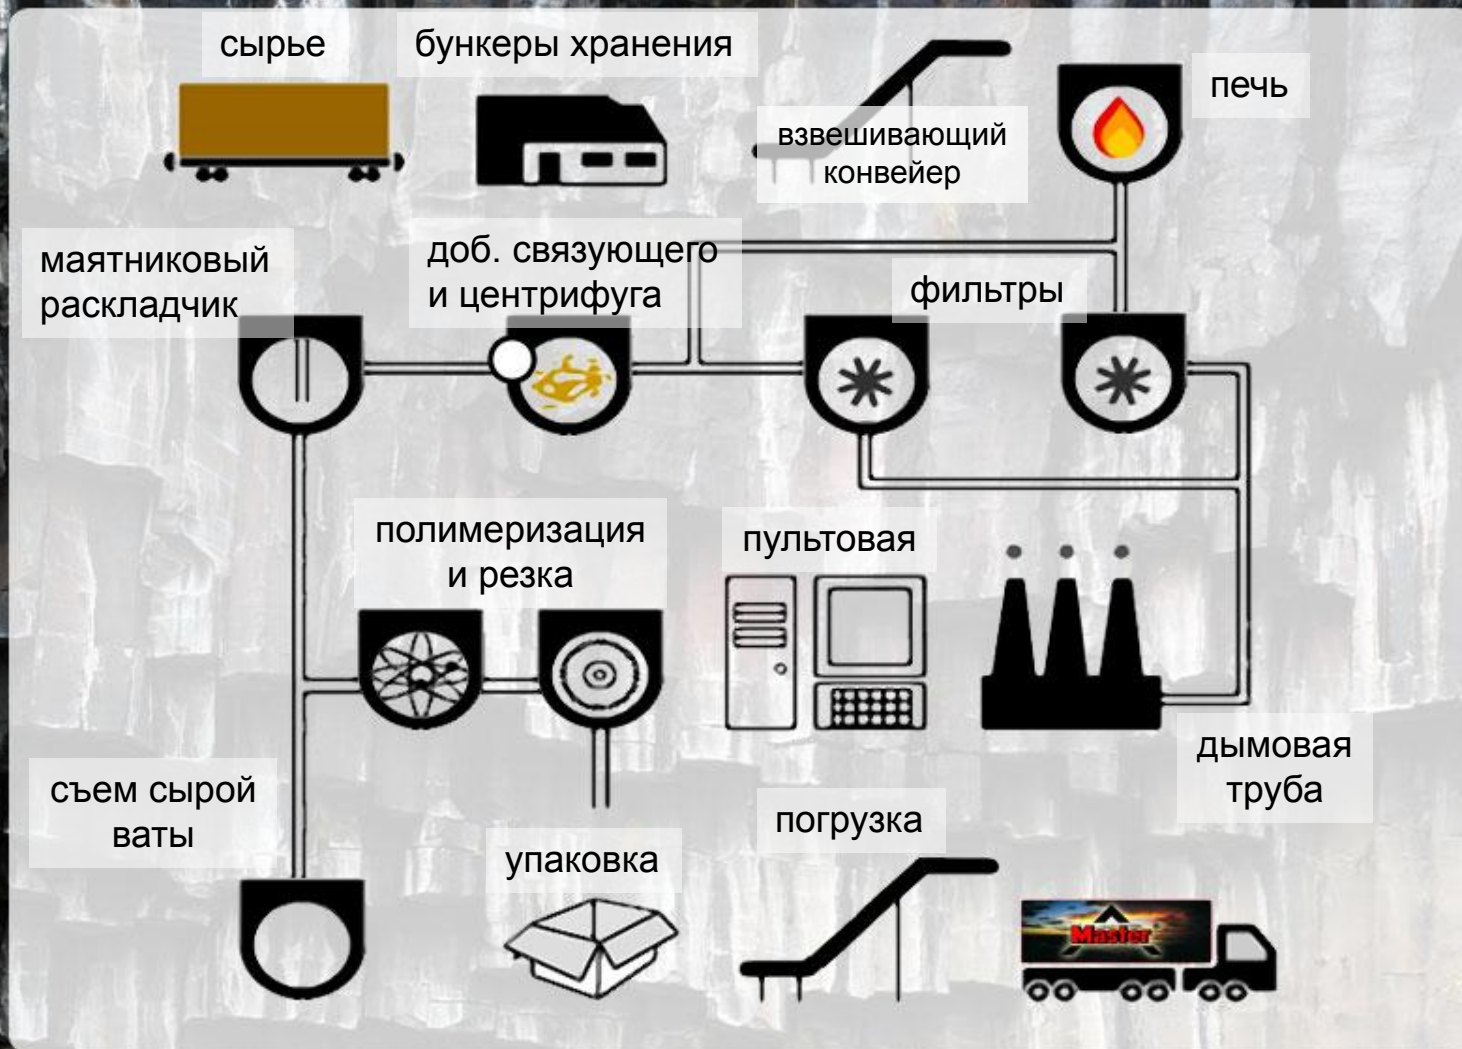 сырье
бункеры хранения
взвешивающий
конвейер
печь
маятниковый
раскладчик
доб. связующего
и центрифуга
фильтры
полимеризация
и резка
пультовая
дымовая
труба
съем сырой
ваты
упаковка
погрузка
Master